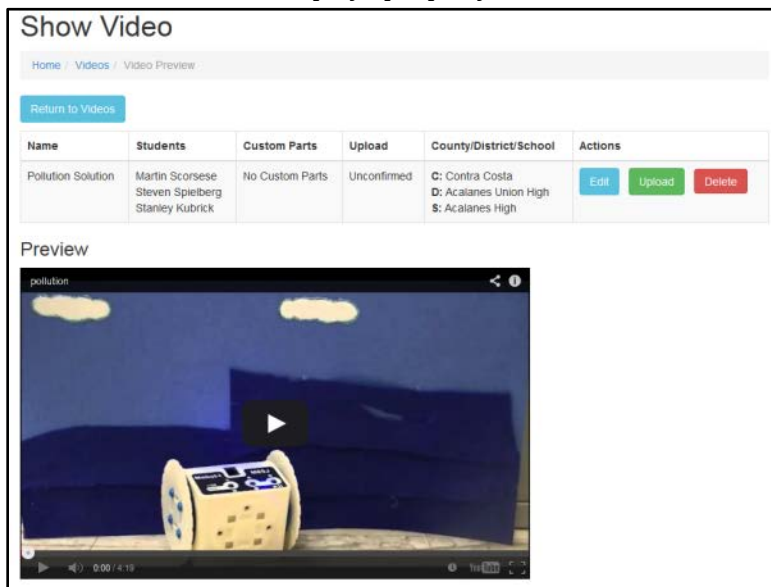 Show Video
Home / Videos / Video Preview
Return to Videos
Name Students Custom Parts Upload County/District/School Actions
Pollution Solution Martin Scorsese No Custom Parts Unconfirmed C: Contra Costa Edit Upload Delete
Steven Spielberg D: Acalanes Union High
Stanley Kubrick S: Acalanes High
Preview
pollution
0:00 / 4:19 YouTube